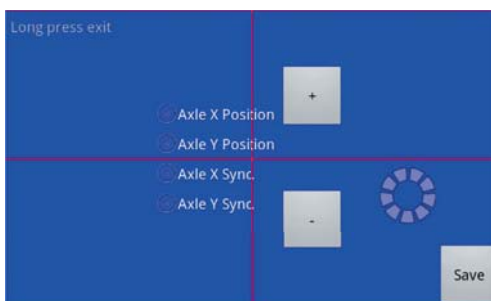 Long press exit
+
Axle X Position
Axle Y Position
Axle X Sync.
Axle Y Sync.
-
Save